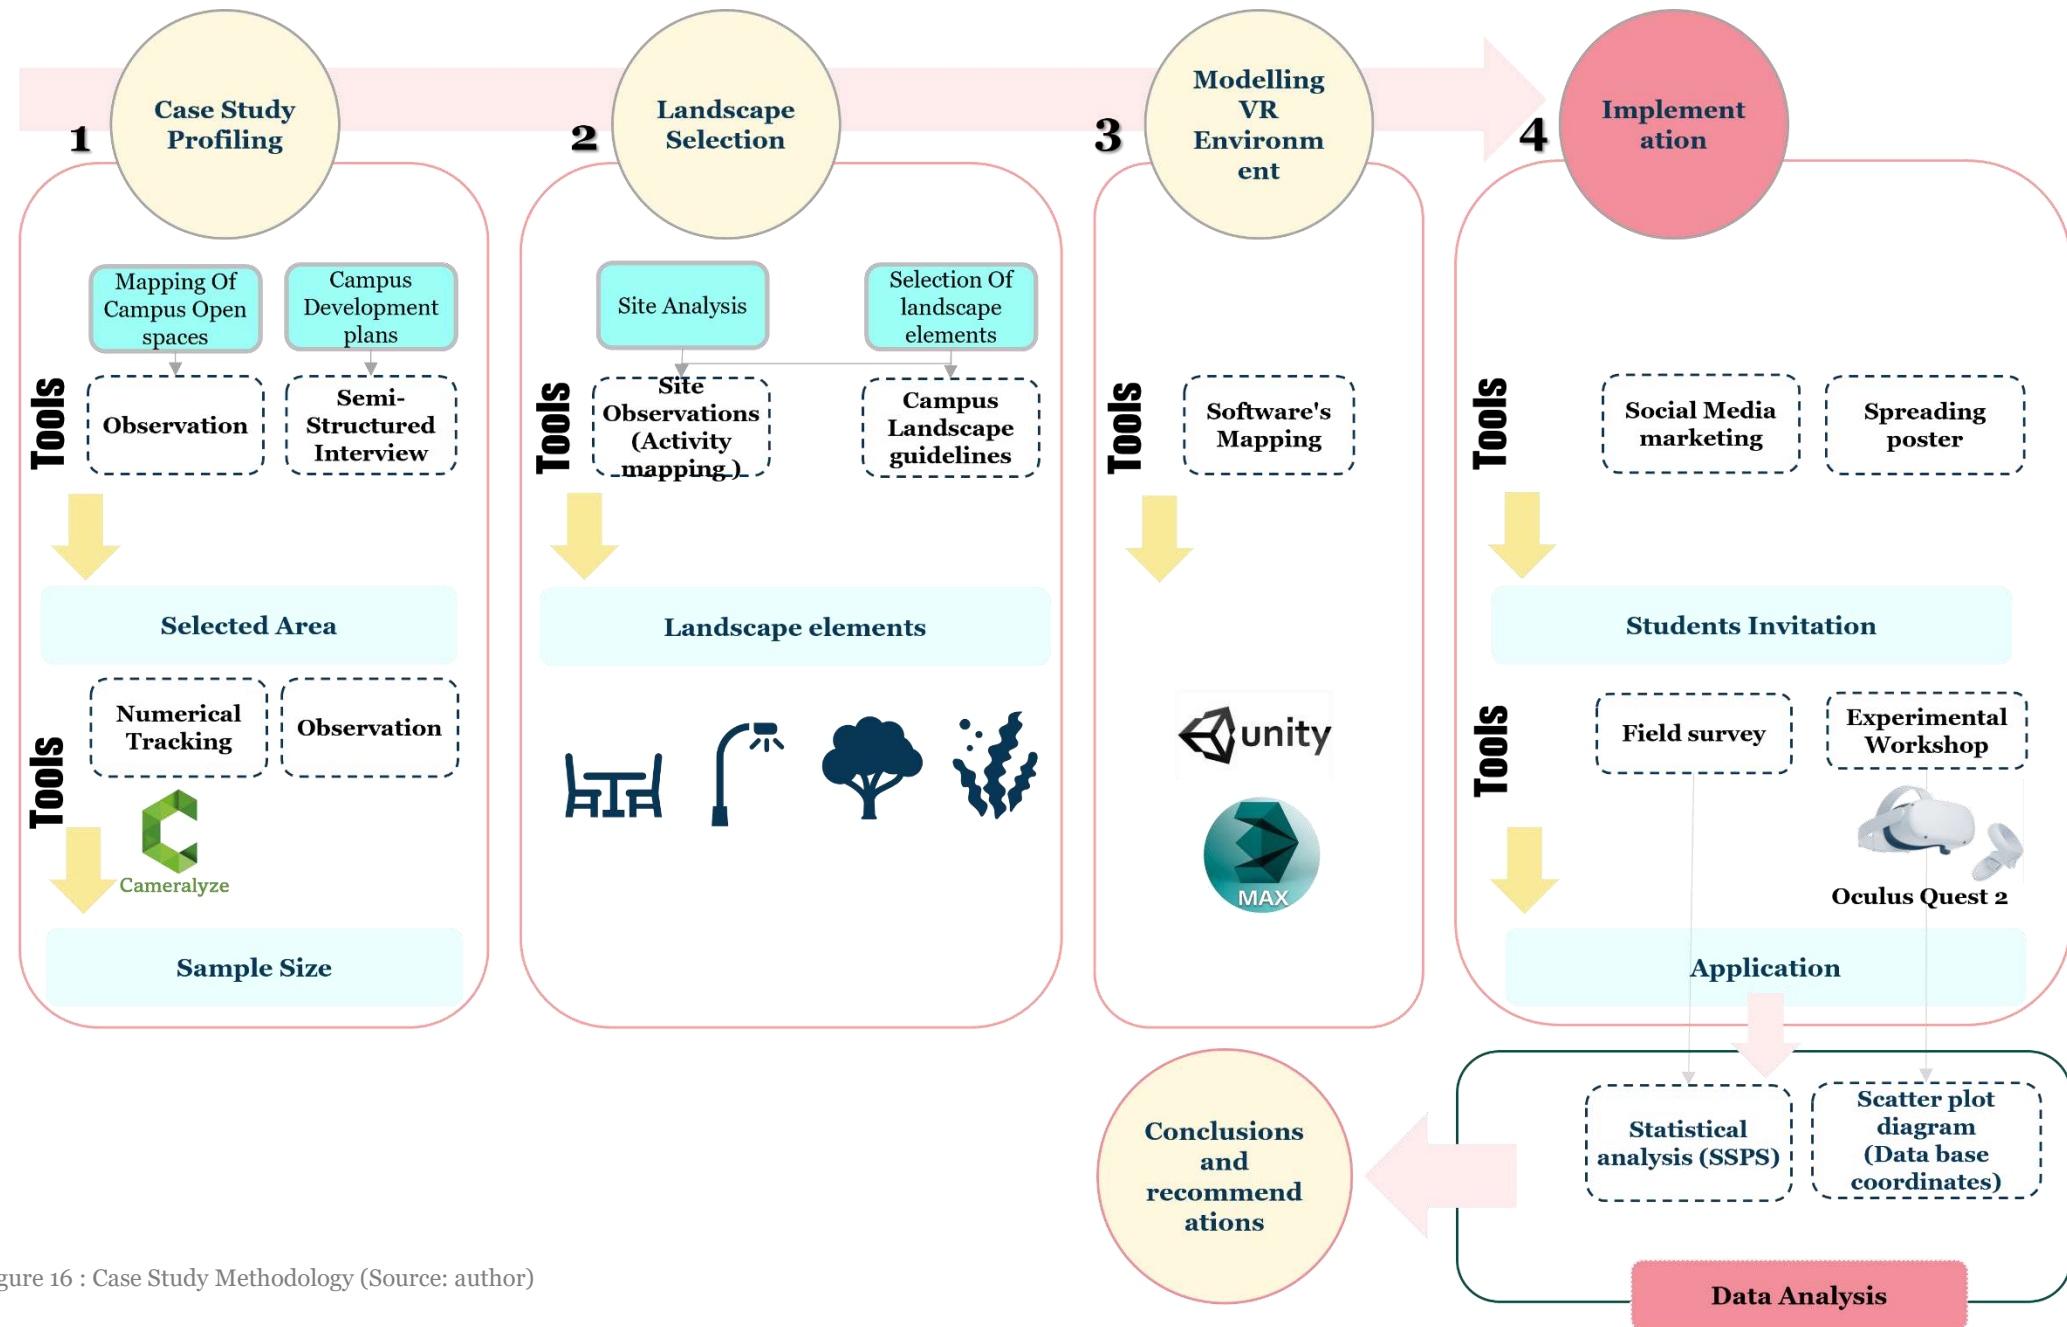 1
Case Study
Profiling
2
Landscape
Selection
3
Modelling
VR
Environm
ent
4
Implement
ation
Mapping Of
Campus Open
spaces
Campus
Development
plans
Tools
Observation
Semi-
Structured
Interview
Selected Area
Tools
Numerical
Tracking
Observation
Cameralyze
Sample Size
Site Analysis
Selection Of
landscape
elements
Tools
Site
Observations
(Activity
mapping )
Campus
Landscape
guidelines
Landscape elements
Tools
Software's
Mapping
unity
MAX
Tools
Social Media
marketing
Spreading
poster
Students Invitation
Tools
Field survey
Experimental
Workshop
Oculus Quest 2
Application
Statistical
analysis (SSPS)
Scatter plot
diagram
(Data base
coordinates)
Data Analysis
Conclusions
and
recommend
ations
gure 16 : Case Study Methodology (Source: author)